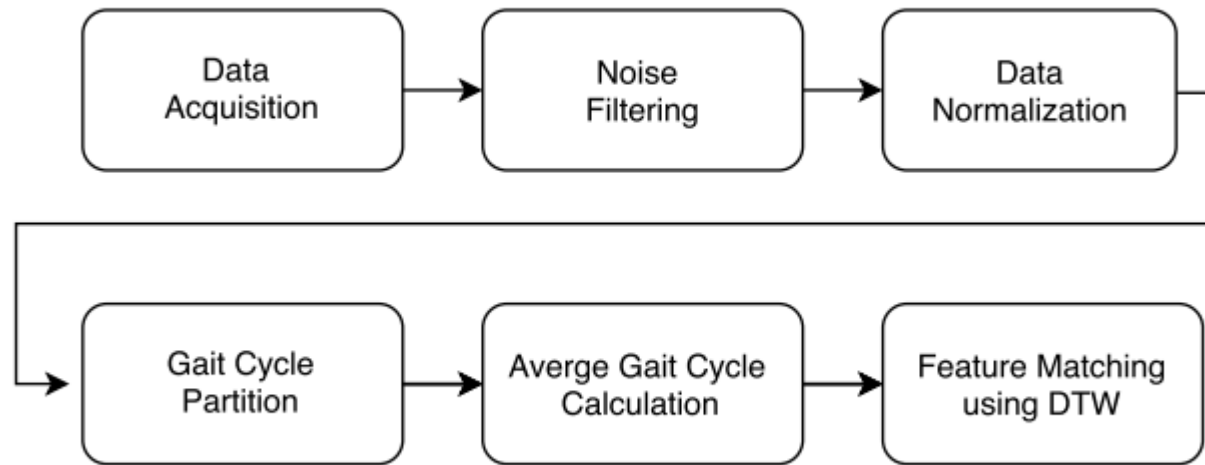 Data
Acquisition
Noise
Filtering
Data
Normalization
Gait Cycle
Partition
Averge Gait Cycle
Calculation
Feature Matching
using DTW